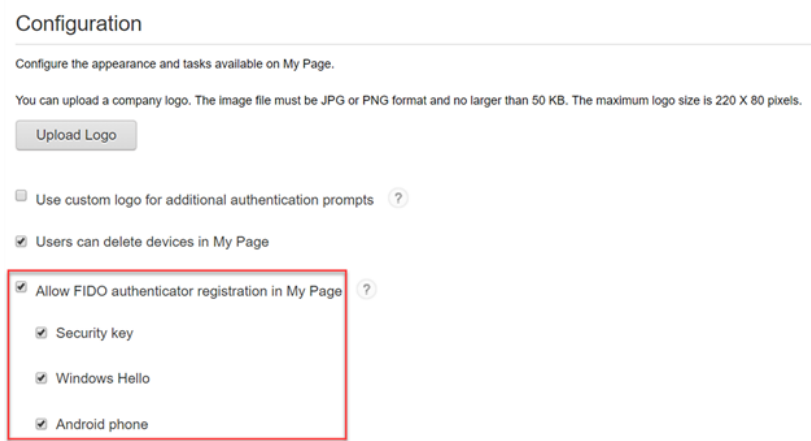 Configuration
Configure the appearance and tasks available on My Page.
You can upload a company logo. The image file must be JPG or PNG format and no larger than 50 KB. The maximum logo size is 220 X 80 pixels.
Upload Logo
Use custom logo for additional authentication prompts ?
Users can delete devices in My Page
Allow FIDO authenticator registration in My Page ?
Security key
Windows Hello
Android phone